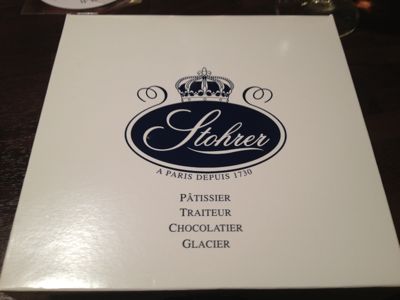 Stohrer
A PARIS DEPUIS 1730
PÂTISSIER
TRAITEUR
CHOCOLATIER
GLACIER